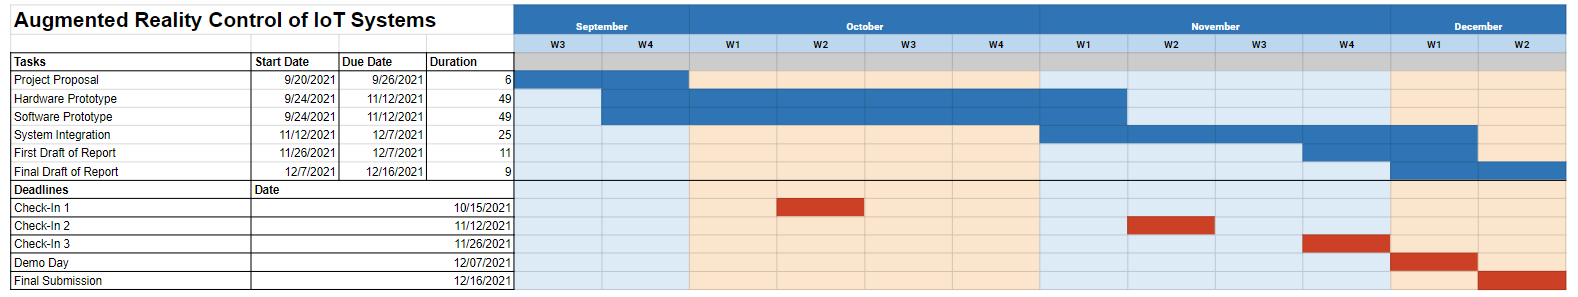 Augmented Reality Control of IoT Systems
September October November December
W3 W4 W1 W2 W3 W4 W1 W2 W3 W4 W1 W2
Tasks Start Date Due Date Duration
Project Proposal 9/20/2021 9/26/2021 6
Hardware Prototype 9/24/2021 11/12/2021 49
Software Prototype 9/24/2021 11/12/2021 49
System Integration 11/12/2021 12/7/2021 25
First Draft of Report 11/26/2021 12/7/2021 11
Final Draft of Report 12/7/2021 12/16/2021 9
Deadlines Date
Check-In 1 10/15/2021
Check-In 2 11/12/2021
Check-In 3 11/26/2021
Demo Day 12/07/2021
Final Submission 12/16/2021